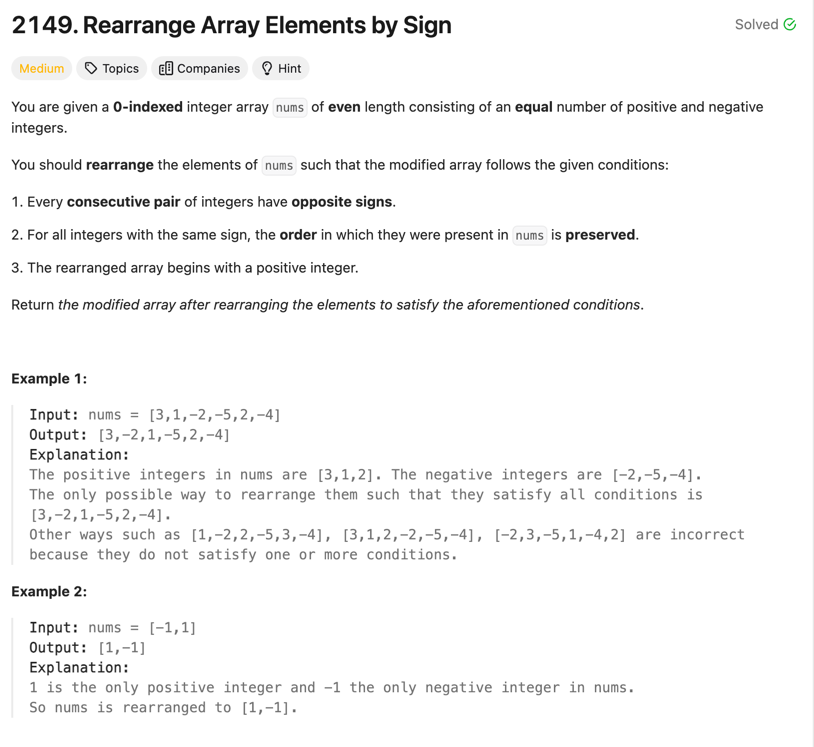 2149. Rearrange Array Elements by Sign
Solved
Medium Topics Companies Hint
You are given a 0-indexed integer array nums of even length consisting of an equal number of positive and negative
integers.
You should rearrange the elements of nums such that the modified array follows the given conditions:
1. Every consecutive pair of integers have opposite signs.
2. For all integers with the same sign, the order in which they were present in nums is preserved.
3. The rearranged array begins with a positive integer.
Return the modified array after rearranging the elements to satisfy the aforementioned conditions.
Example 1:
Input: nums = [3,1,-2,-5,2,-4]
Output: [3,-2,1,-5,2,-4]
Explanation:
The positive integers in nums are [3,1,2]. The negative integers are [-2,-5,-4].
The only possible way to rearrange them such that they satisfy all conditions is
[3,-2,1,-5,2,-4].
Other ways such as [1,-2,2,-5,3,-4], [3,1,2,-2,-5,-4], [-2,3,-5,1,-4,2] are incorrect
because they do not satisfy one or more conditions.
Example 2:
Input: nums = [-1,1]
Output: [1,-1]
Explanation:
1 is the only positive integer and -1 the only negative integer in nums.
So nums is rearranged to [1,-1].